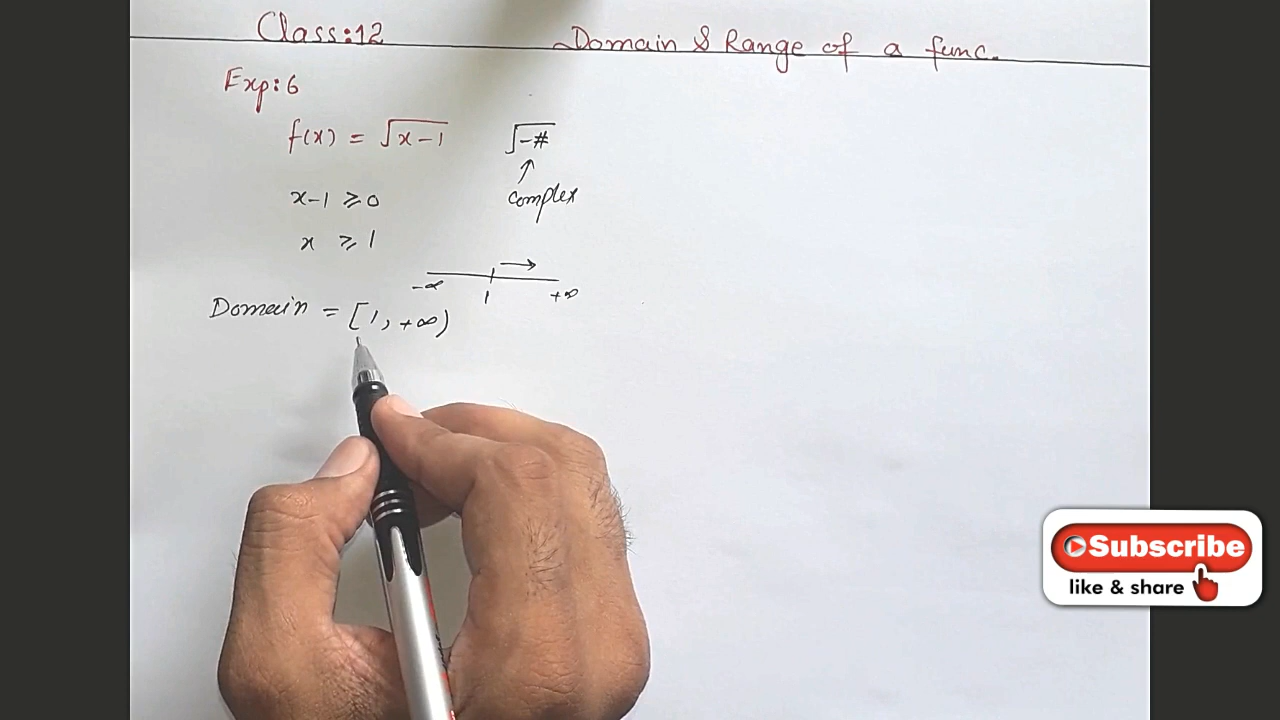 Class:12
Domain & Range of a func.
Exp:6
f(x) = √x-1
√-#
↑
complex
x-1 ≥ 0
x ≥ 1
→
-∞ 1 +∞
Domain = [1, +∞)
Subscribe
like & share